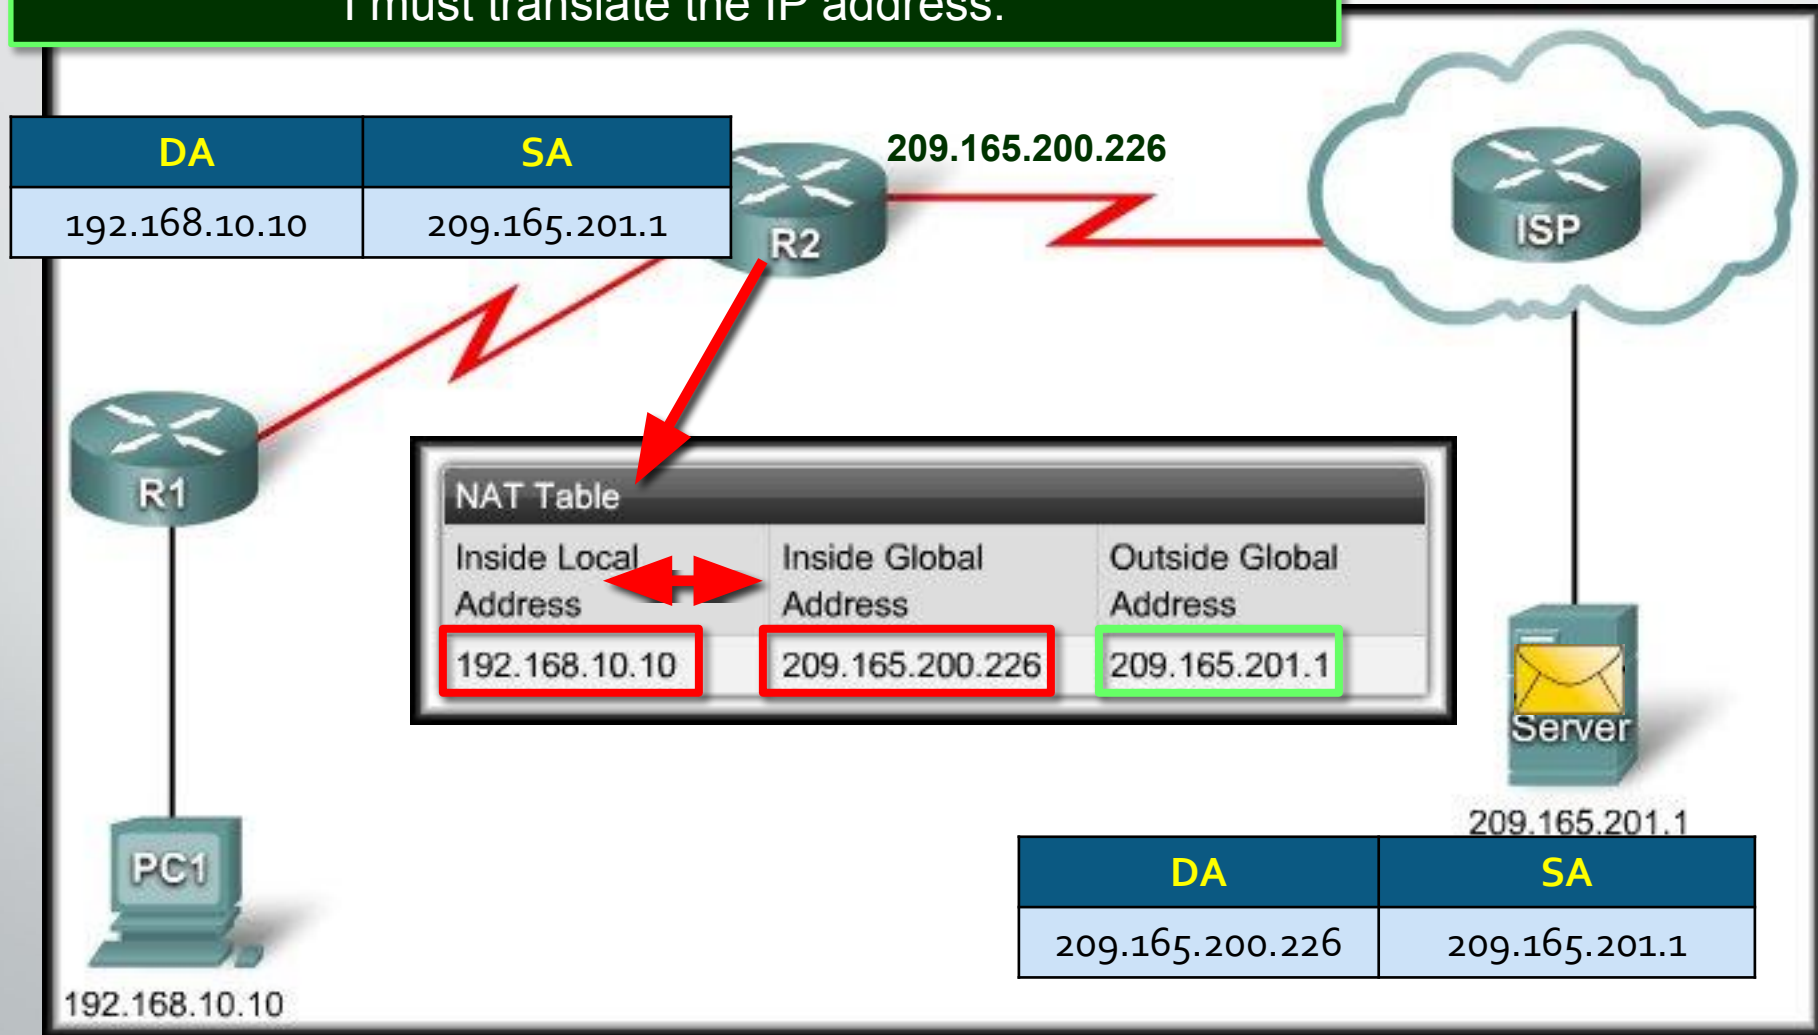 I must translate the IP address.
DA SA
192.168.10.10 209.165.201.1
209.165.200.226
R2
ISP
R1
NAT Table
Inside Local Address Inside Global Address Outside Global Address
192.168.10.10 209.165.200.226 209.165.201.1
Server
209.165.201.1
PC1
192.168.10.10
DA SA
209.165.200.226 209.165.201.1